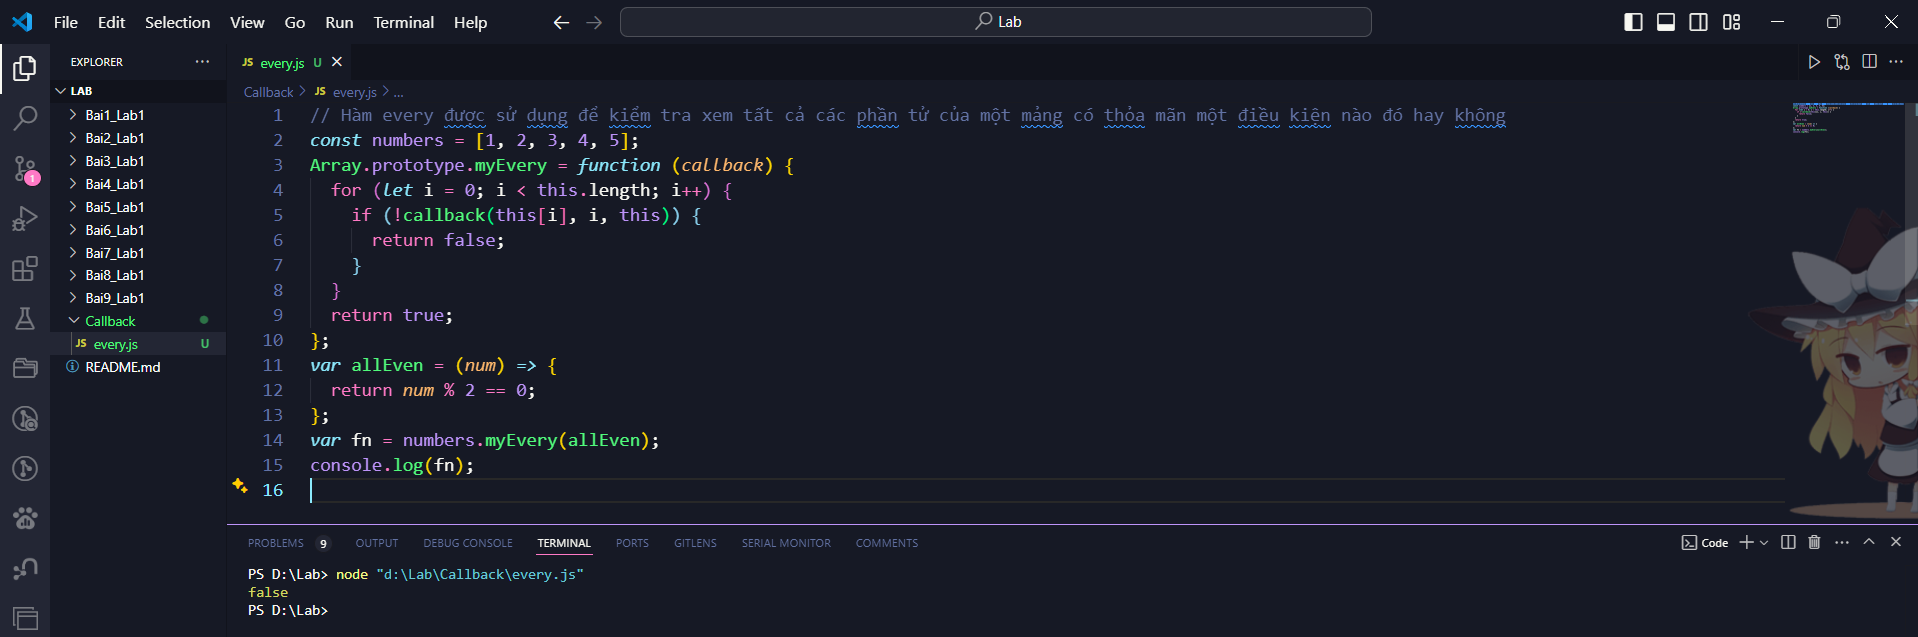 File Edit Selection View Go Run Terminal Help
Lab
EXPLORER
LAB
Bai1_Lab1
Bai2_Lab1
Bai3_Lab1
Bai4_Lab1
Bai5_Lab1
Bai6_Lab1
Bai7_Lab1
Bai8_Lab1
Bai9_Lab1
Callback
JS every.js U
README.md
1
JS every.js U
Callback > JS every.js > ...
1 // Hàm every được sử dụng để kiểm tra xem tất cả các phần tử của một mảng có thỏa mãn một điều kiện nào đó hay không
2 const numbers = [1, 2, 3, 4, 5];
3 Array.prototype.myEvery = function (callback) {
4 for (let i = 0; i < this.length; i++) {
5 if (!callback(this[i], i, this)) {
6 return false;
7 }
8 }
9 return true;
10 };
11 var allEven = (num) => {
12 return num % 2 == 0;
13 };
14 var fn = numbers.myEvery(allEven);
15 console.log(fn);
16
PROBLEMS 9 OUTPUT DEBUG CONSOLE TERMINAL PORTS GITLENS SERIAL MONITOR COMMENTS
Code
PS D:\Lab> node "d:\Lab\Callback\every.js"
false
PS D:\Lab>